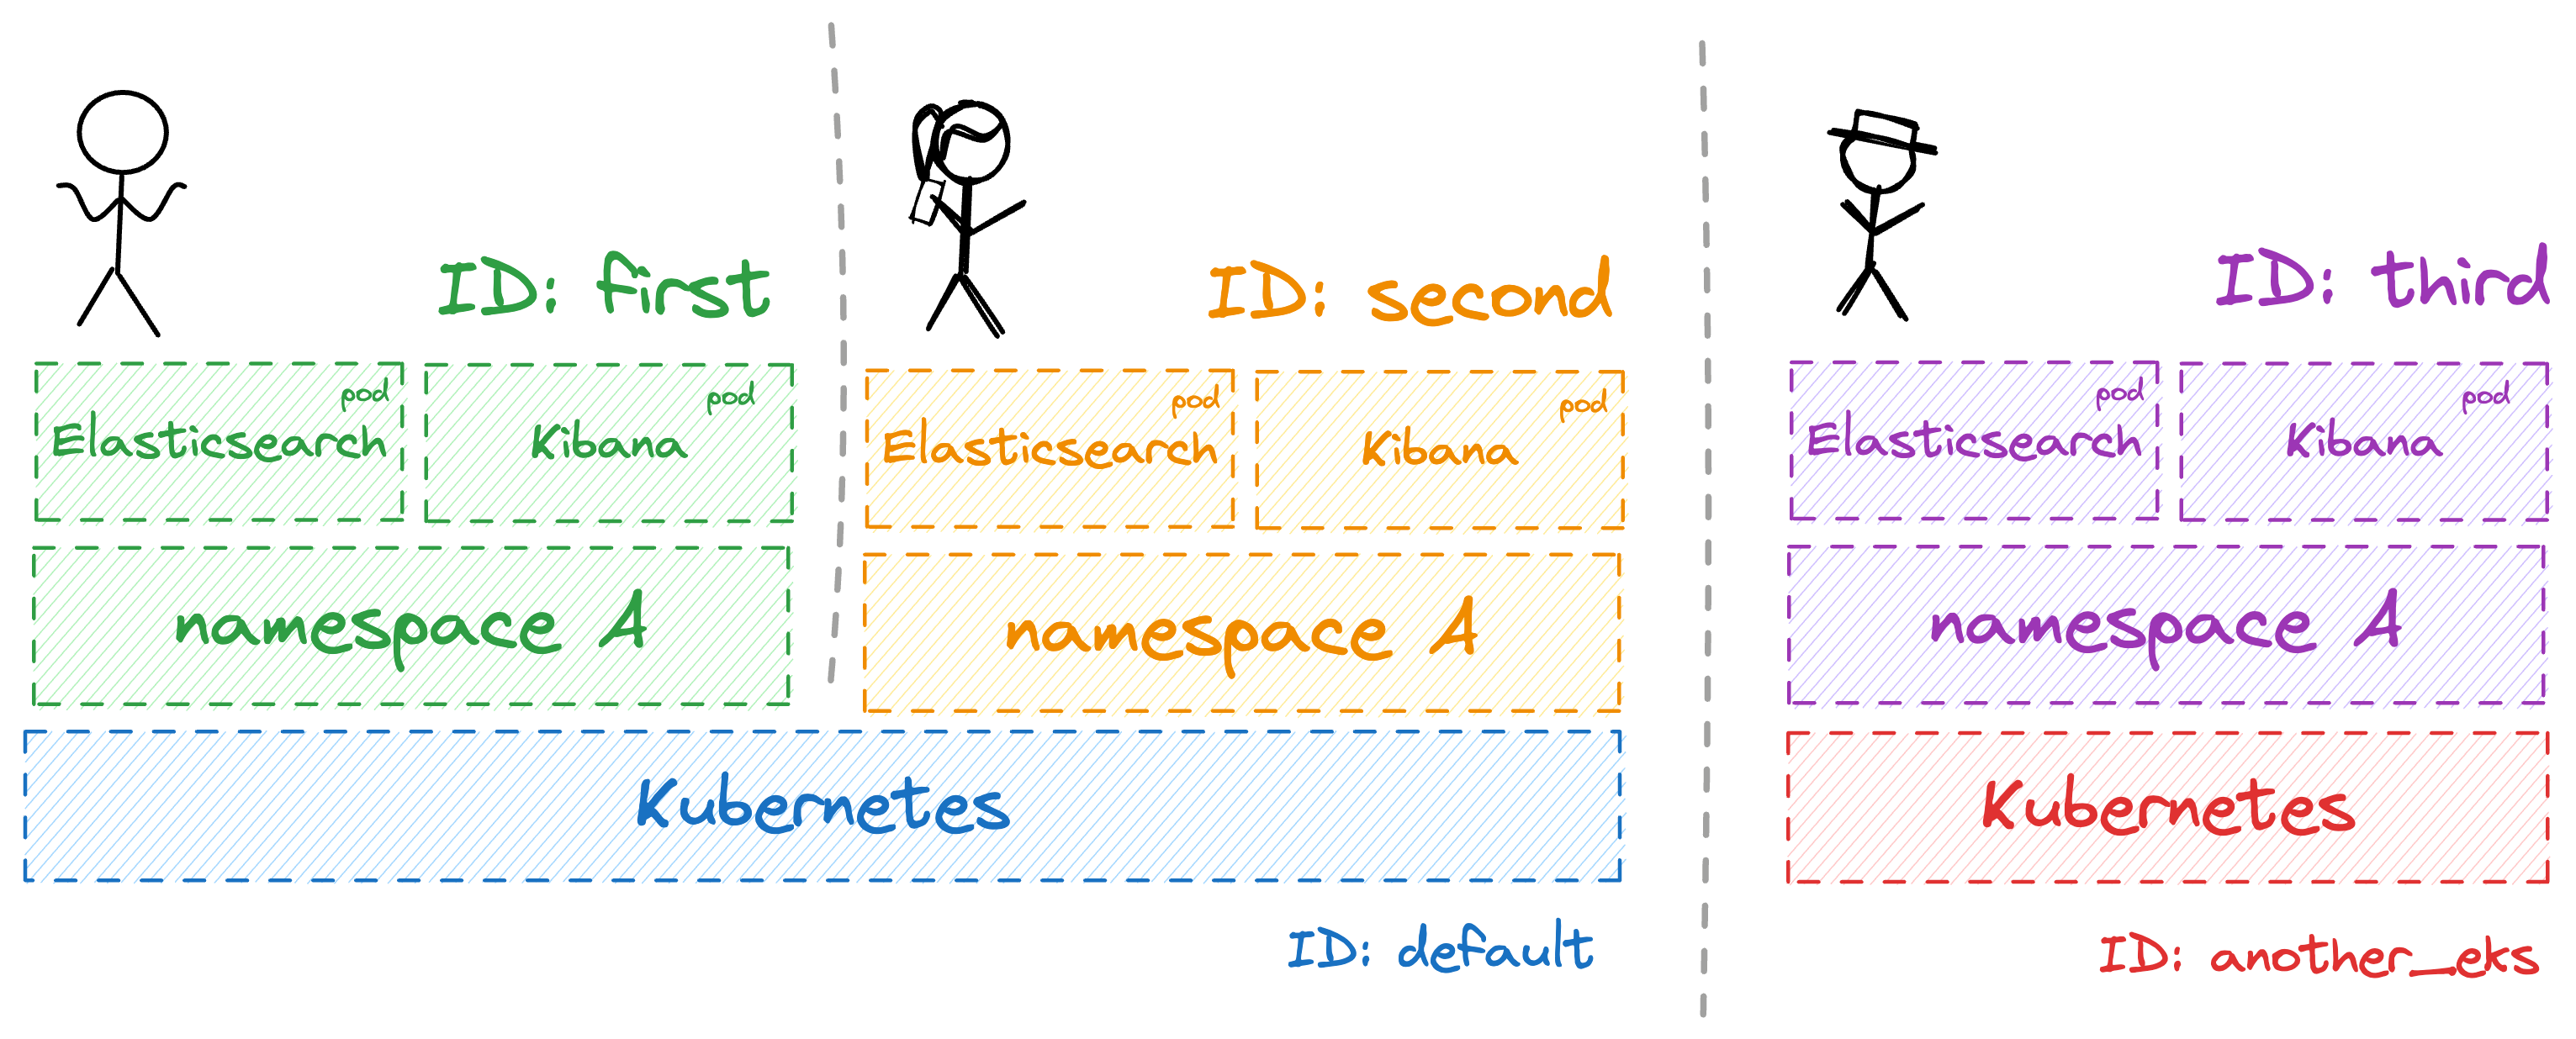 ID: first
pod
Elasticsearch
pod
Kibana
namespace A
ID: second
pod
Elasticsearch
pod
Kibana
namespace A
Kubernetes
ID: default
ID: third
pod
Elasticsearch
pod
Kibana
namespace A
Kubernetes
ID: another_eks